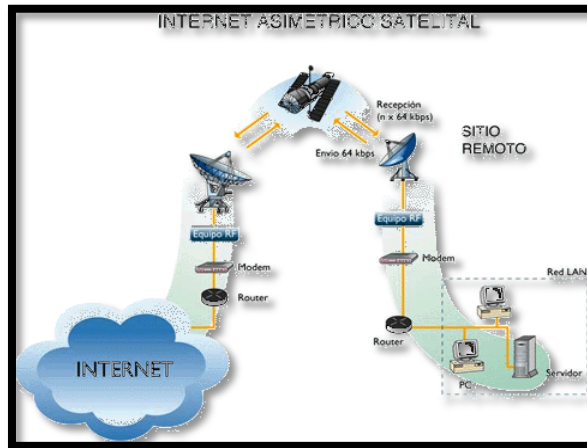 INTERNET ASIMETRICO SATELITAL
Recepción
(n x 64 kbps)
Envio 64 kbps
SITIO
REMOTO
Equipo RF
Equipo RF
Modem
Modem
Router
Router
Red LAN
INTERNET
PC
Servidor